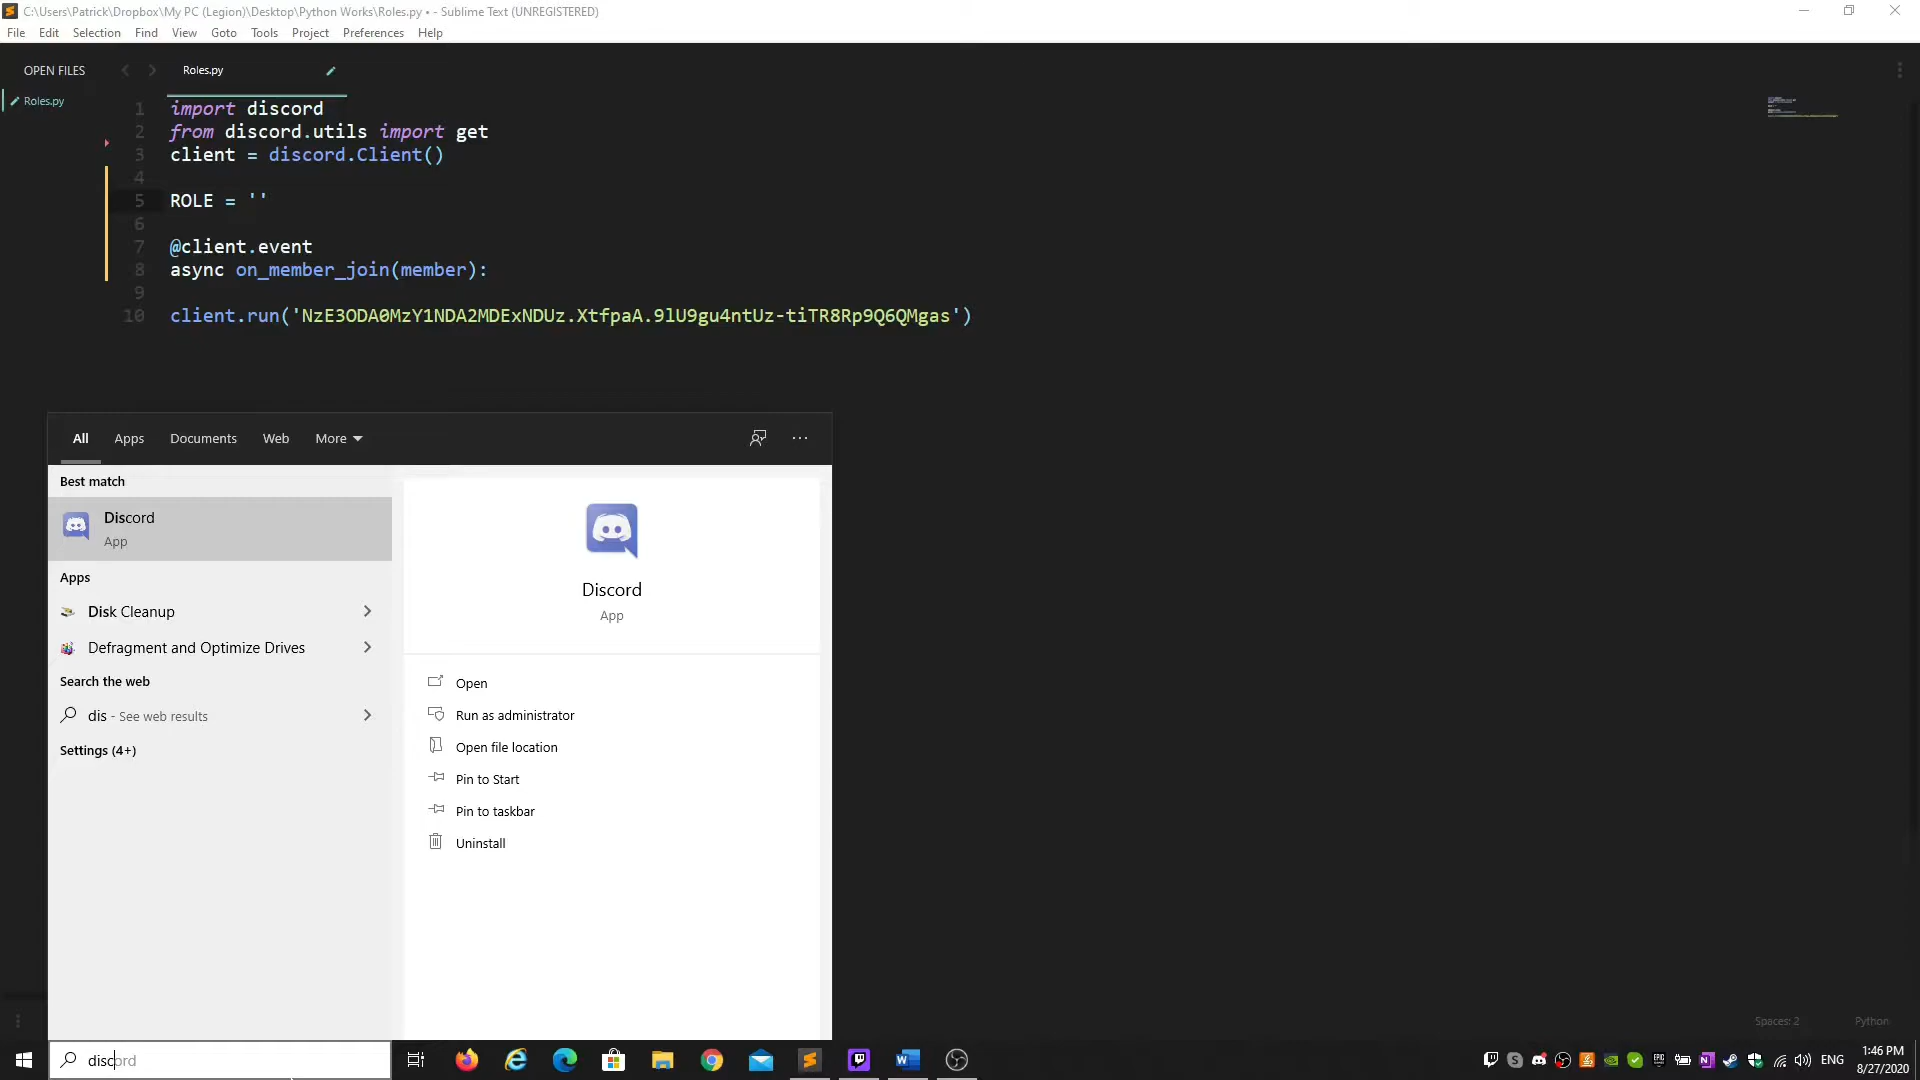 C:\Users\Patrick\Dropbox\My PC (Legion)\Desktop\Python Works\Roles.py • - Sublime Text (UNREGISTERED)
File Edit Selection Find View Goto Tools Project Preferences Help
OPEN FILES
Roles.py
Roles.py
1 import discord
2 from discord.utils import get
3 client = discord.Client()
4
5 ROLE = ''
6
7 @client.event
8 async on_member_join(member):
9
10 client.run('NzE3ODA0MzY1NDA2MDExNDUz.XtfpaA.9lU9gu4ntUz-tiTR8Rp9Q6QMgas')
All Apps Documents Web More
Best match
Discord
App
Apps
Disk Cleanup
Defragment and Optimize Drives
Search the web
dis - See web results
Settings (4+)
Discord
App
Open
Run as administrator
Open file location
Pin to Start
Pin to taskbar
Uninstall
Spaces: 2 Python
discord
ENG
1:46 PM
8/27/2020